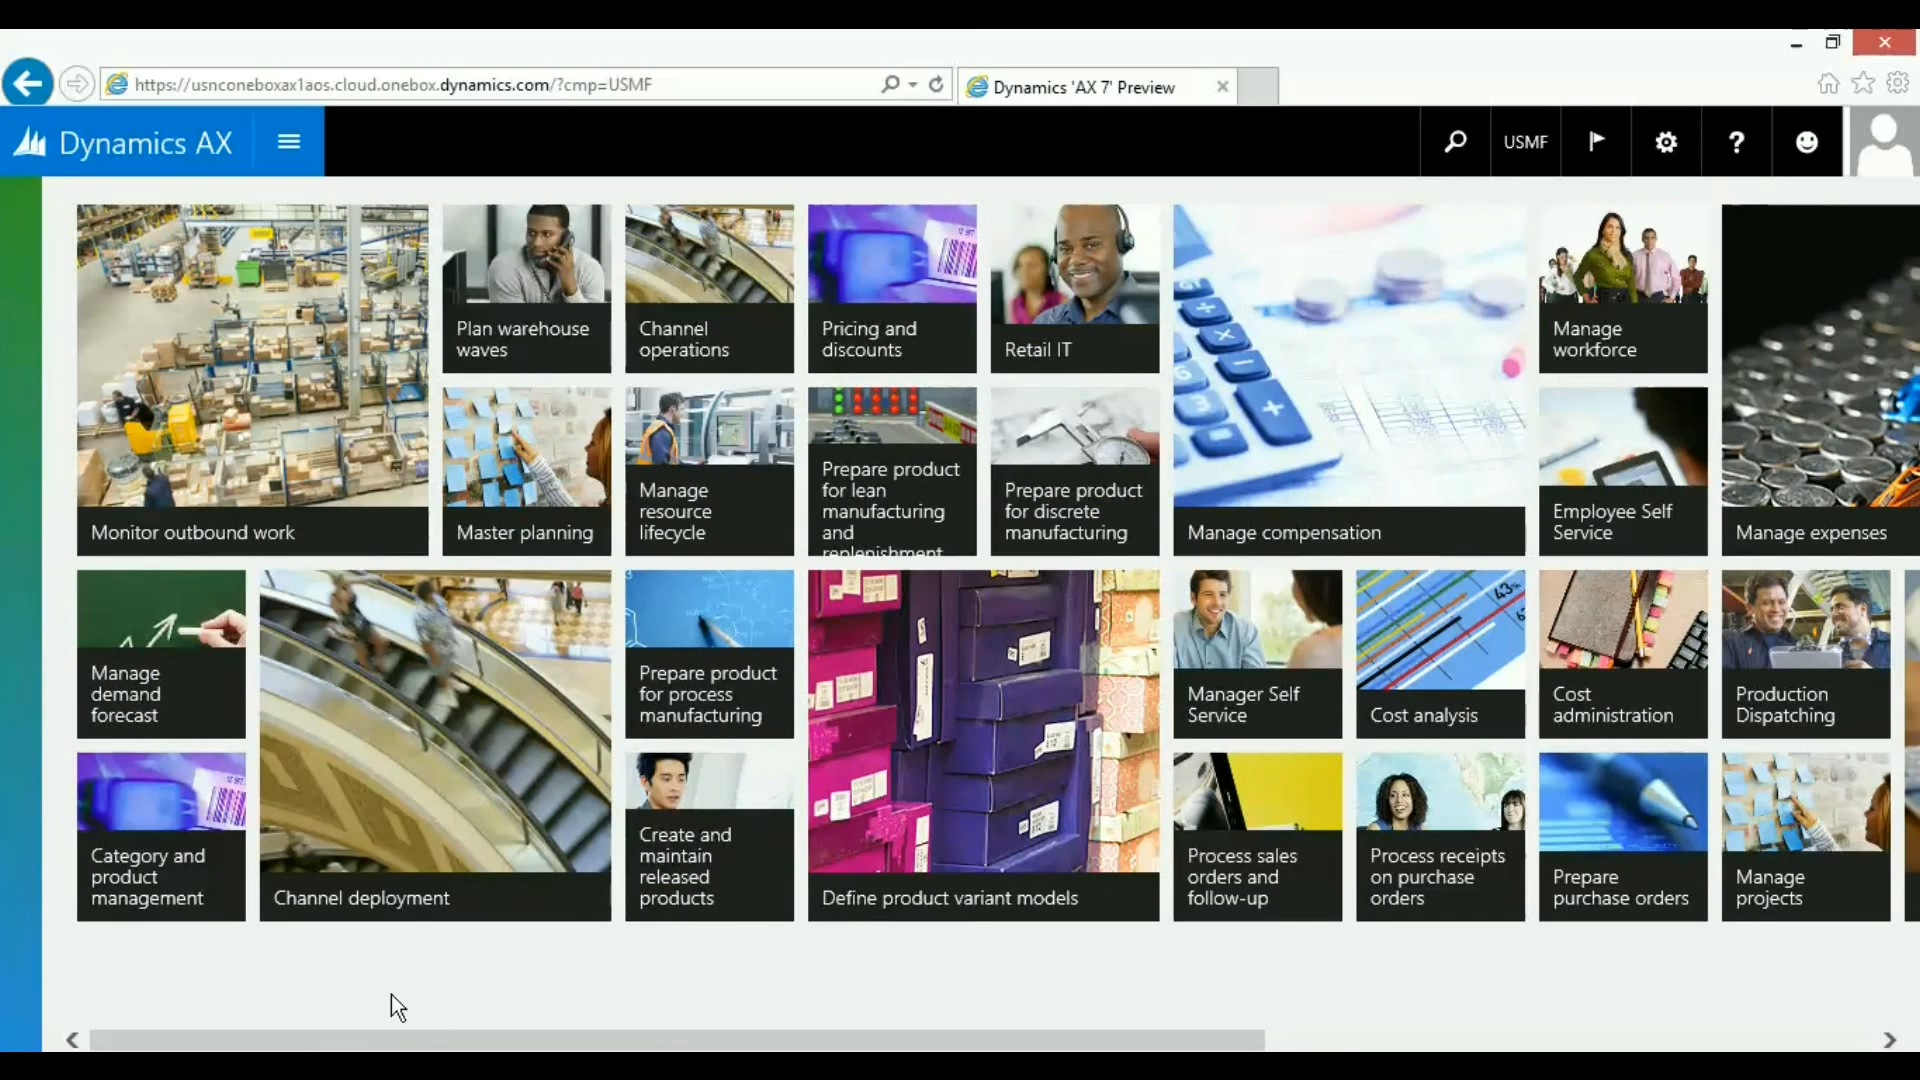 https://usnconeboxax1aos.cloud.onebox.dynamics.com/?cmp=USMF
Dynamics 'AX 7' Preview
Dynamics AX
USMF
?
Monitor outbound work
Plan warehouse
waves
Channel
operations
Pricing and
discounts
Retail IT
Manage compensation
Manage
workforce
Manage expenses
Master planning
Manage
resource
lifecycle
Prepare product
for lean
manufacturing
and
replenishment
Prepare product
for discrete
manufacturing
Employee Self
Service
Manage
demand
forecast
Channel deployment
Prepare product
for process
manufacturing
Define product variant models
Manager Self
Service
43%
Cost analysis
Cost
administration
Production
Dispatching
Category and
product
management
Create and
maintain
released
products
Process sales
orders and
follow-up
Process receipts
on purchase
orders
Prepare
purchase orders
Manage
projects